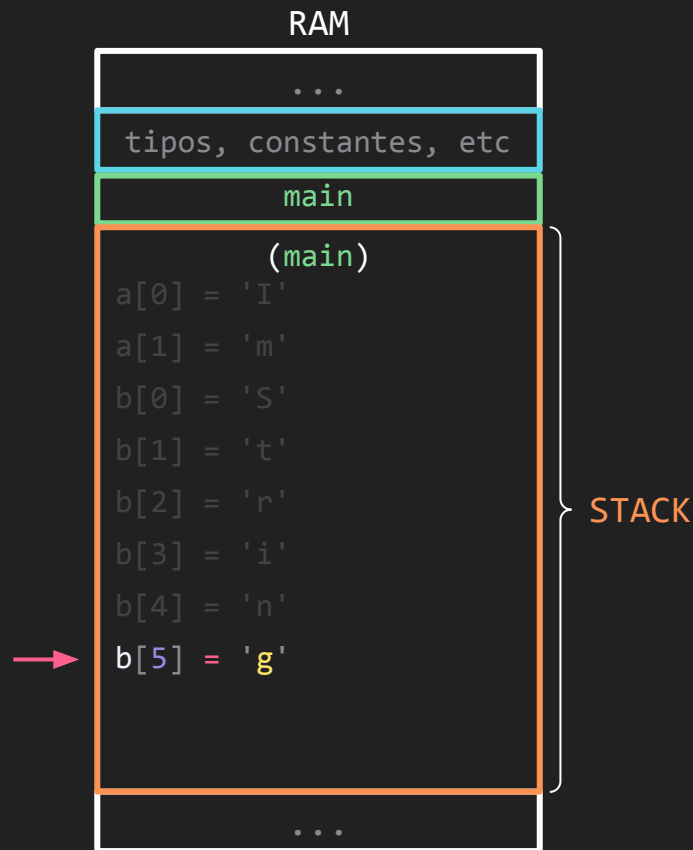 RAM
...
tipos, constantes, etc
main
(main)
a[0] = 'I'
a[1] = 'm'
b[0] = 'S'
b[1] = 't'
b[2] = 'r'
b[3] = 'i'
b[4] = 'n'
b[5] = 'g'
STACK
...